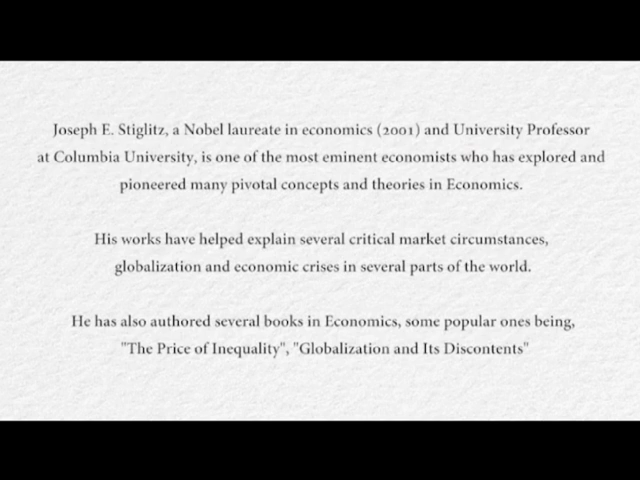 Joseph E. Stiglitz, a Nobel laureate in economics (2001) and University Professor
at Columbia University, is one of the most eminent economists who has explored and
pioneered many pivotal concepts and theories in Economics.
His works have helped explain several critical market circumstances,
globalization and economic crises in several parts of the world.
He has also authored several books in Economics, some popular ones being,
"The Price of Inequality", "Globalization and Its Discontents"